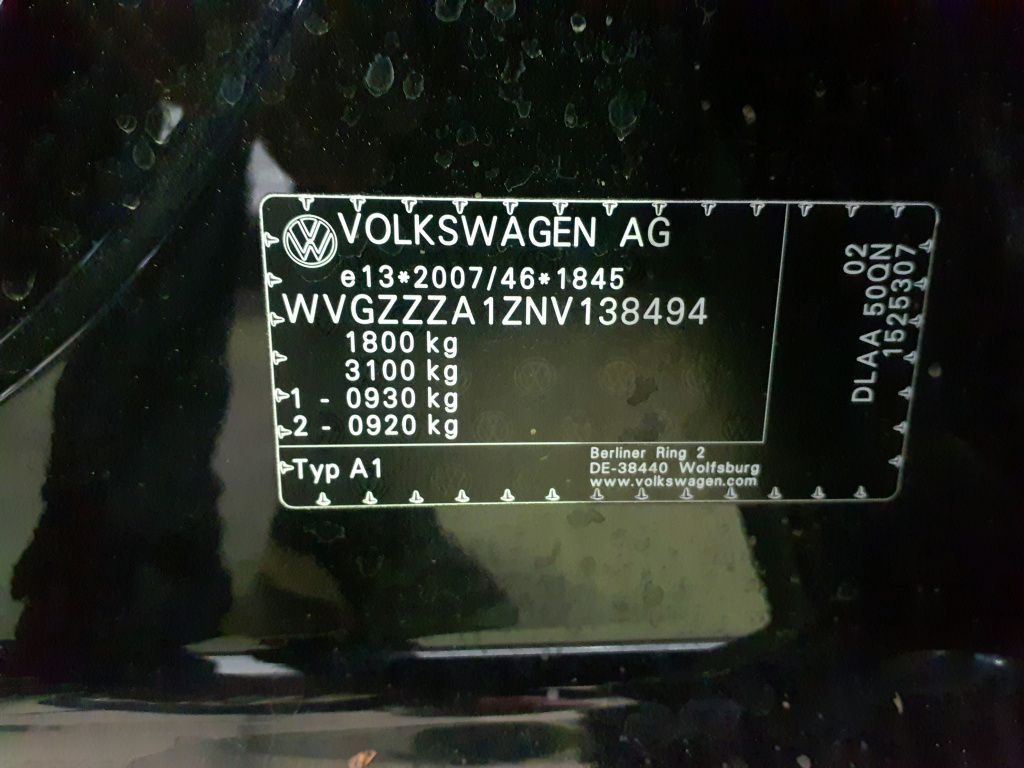 VOLKSWAGEN AG
e13*2007/46*1845
WVGZZZA1ZNV138494
1800 kg
3100 kg
1 - 0930 kg
2 - 0920 kg
Typ A1
Berliner Ring 2
DE-38440 Wolfsburg
www.volkswagen.com
02
DLAA 50QN
1525307